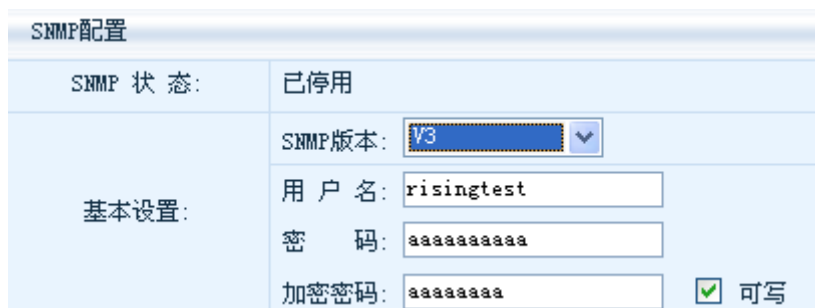 SNMP配置
SNMP 状 态: 已停用
SNMP版本: V3
基本设置:
用 户 名: risingtest
密 码: aaaaaaaaaa
加密密码: aaaaaaaa 可写